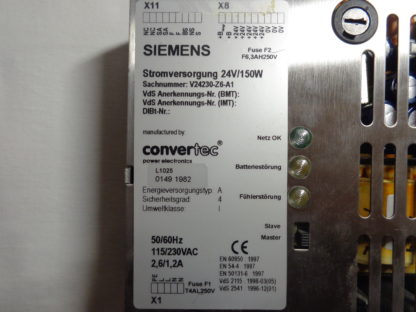 X11 X8
SIEMENS
Fuse F2
F6,3AH250V
Stromversorgung 24V/150W
Sachnummer: V24230-Z6-A1
VdS Anerkennungs-Nr. (BMT):
VdS Anerkennungs-Nr. (IMT):
DIBt-Nr.:
manufactured by
Netz OK
convertec
power electronics
Batteriestörung
L1025
0149 1982
Energieversorgungstyp A
Sicherheitsgrad 4
Umweltklasse I
Fühlerstörung
Slave
Master
50/60Hz
115/230VAC
2,6/1,2A
CE
EN 60950 : 1997
EN 54-4 : 1997
EN 50131-6 : 1997
VdS 2115 : 1998-03(05)
VdS 2541 : 1996-12(01)
Fuse F1
T4AL250V
X1